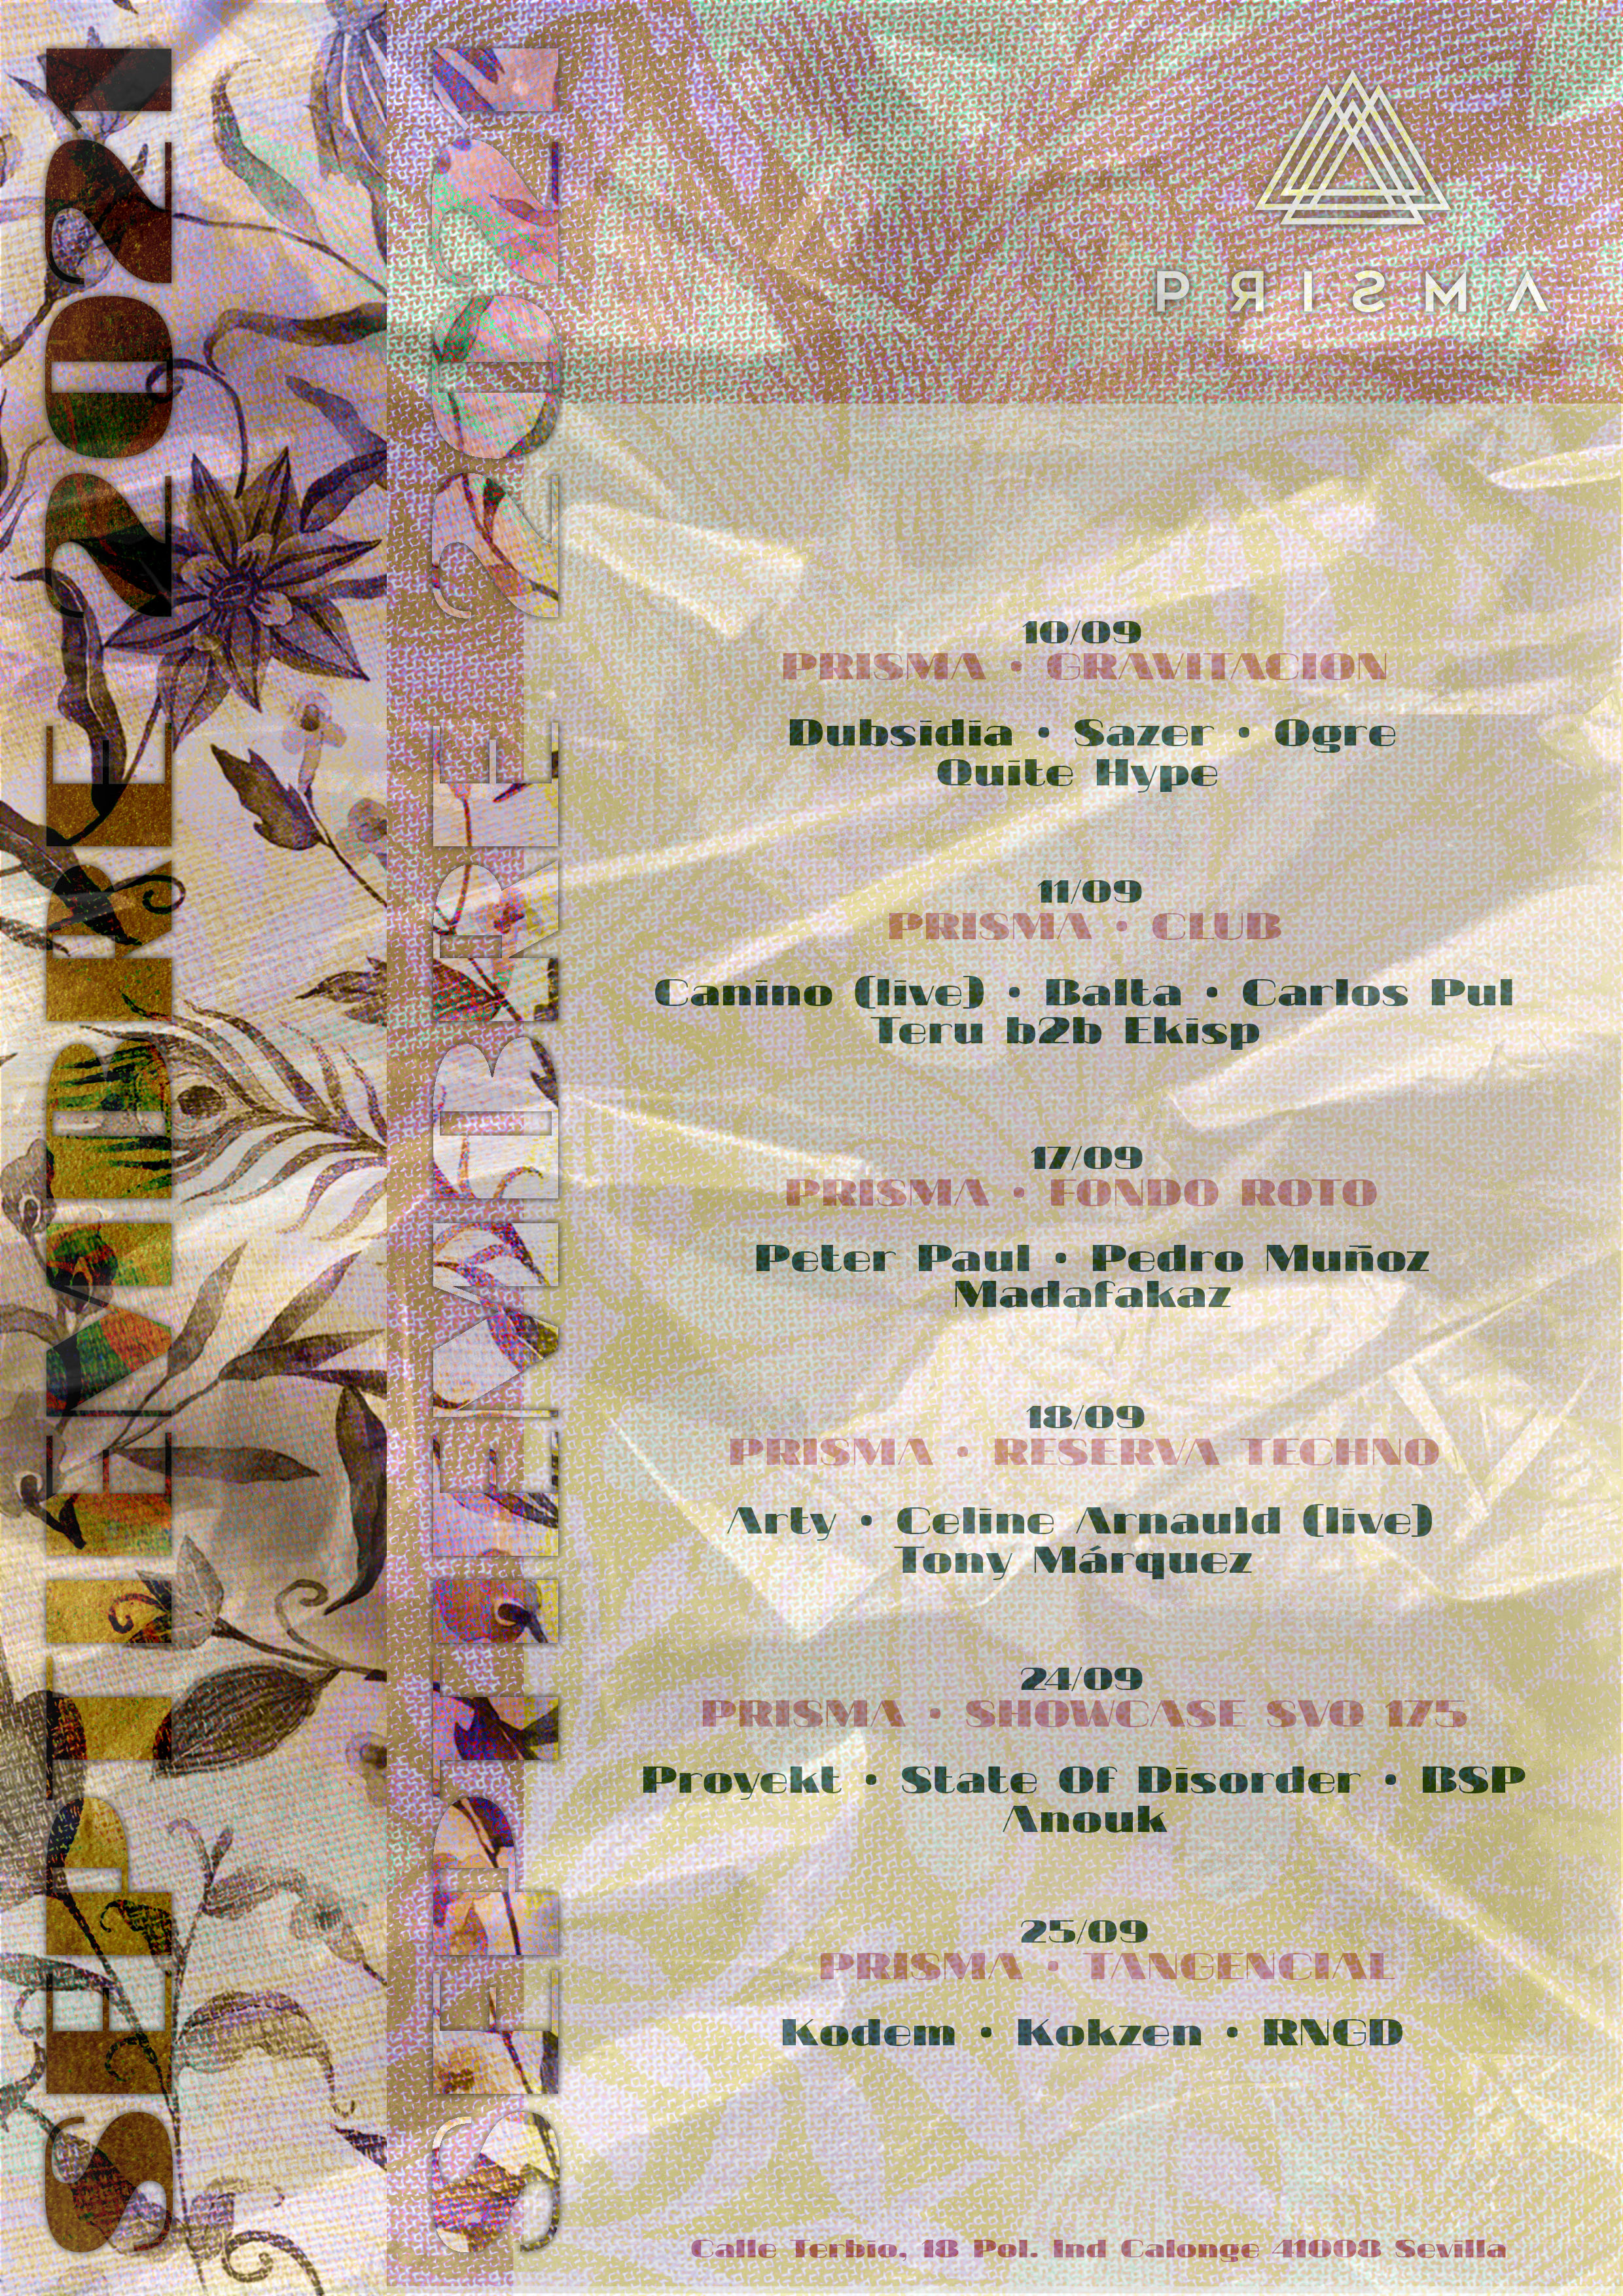 SEPTIEMBRE 2021
SEPTIEMBRE 2021
PRISMA
10/09
PRISMA • GRAVITACION
Dubsidia • Sazer • Ogre
Quite Hype
11/09
PRISMA • CLUB
Canino (live) • Balta • Carlos Pul
Teru b2b Ekisp
17/09
PRISMA • FONDO ROTO
Peter Paul • Pedro Muñoz
Madafakaz
18/09
PRISMA • RESERVA TECHNO
Arty • Celine Arnauld (live)
Tony Márquez
24/09
PRISMA • SHOWCASE SVQ 175
Proyekt • State Of Disorder • BSP
Anouk
25/09
PRISMA • TANGENCIAL
Kodem • Kokzen • RNGD
Calle Terbio, 18 Pol. Ind Calonge 41008 Sevilla